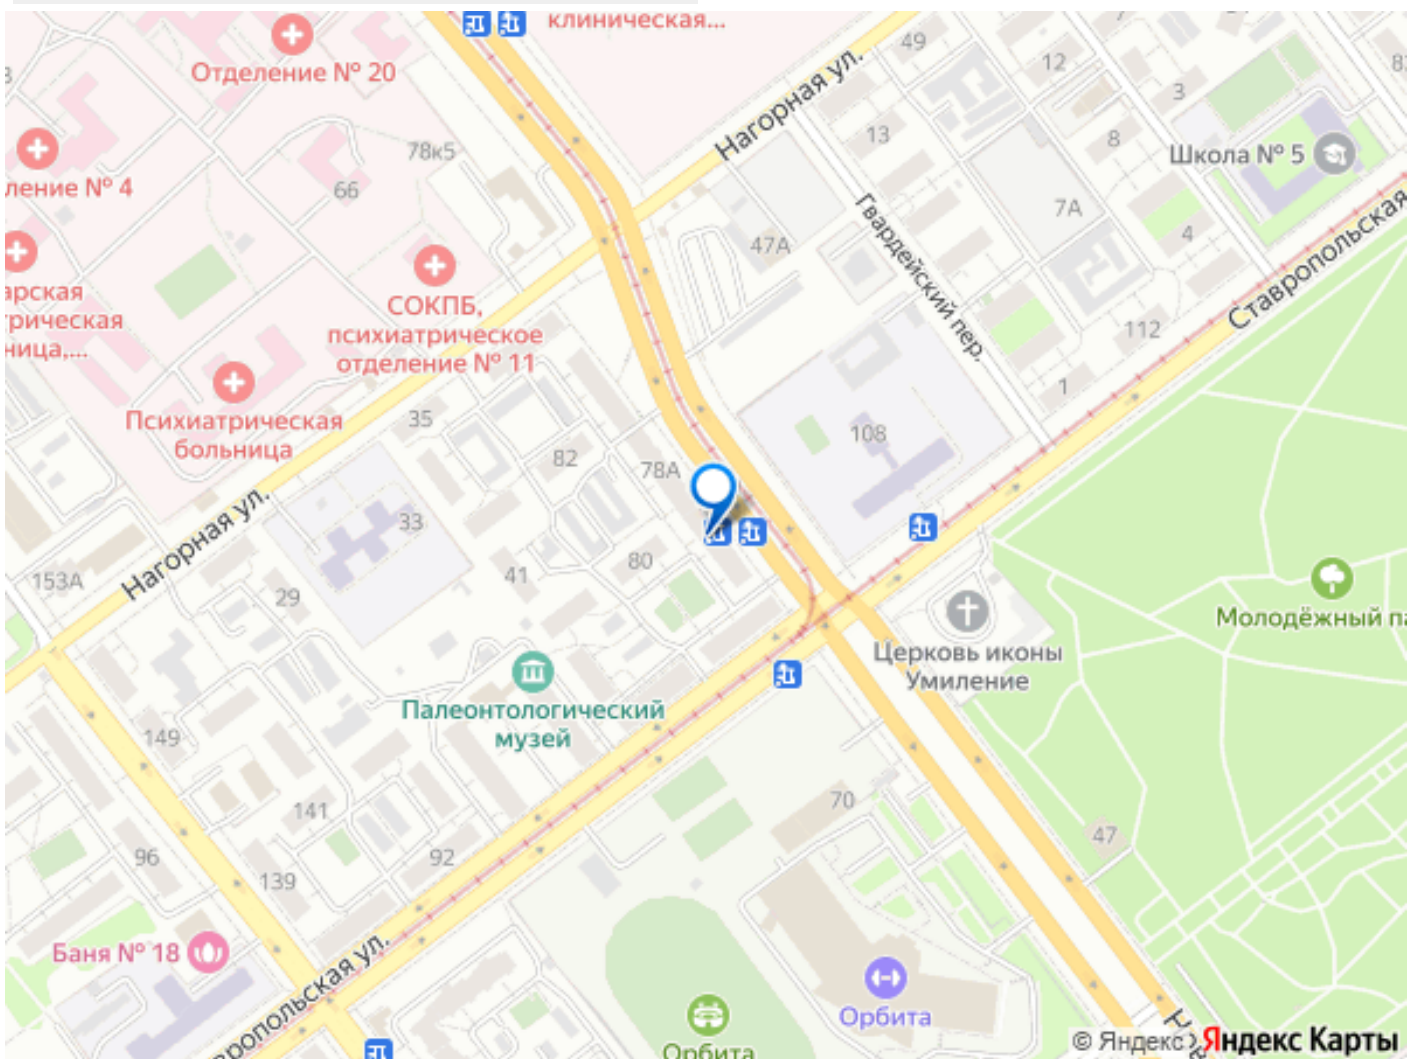 клиническая...
Отделение № 20
49
Нагорная ул.
12
8
3
13
8
78к5
Школа № 5
ление № 4
66
7А
Гвардейский пер.
47А
4
Ставропольская
арская
рическая
ница,...
СОКПБ,
психиатрическое
отделение № 11
112
1
Психиатрическая
больница
35
108
82
78А
Нагорная ул.
33
153А
29
41
80
Молодёжный па
Церковь иконы
Умиление
Палеонтологический
музей
149
141
70
47
96
92
139
Баня № 18
вропольская ул.
Орбита
Орбита
© Яндекс
Яндекс Карты